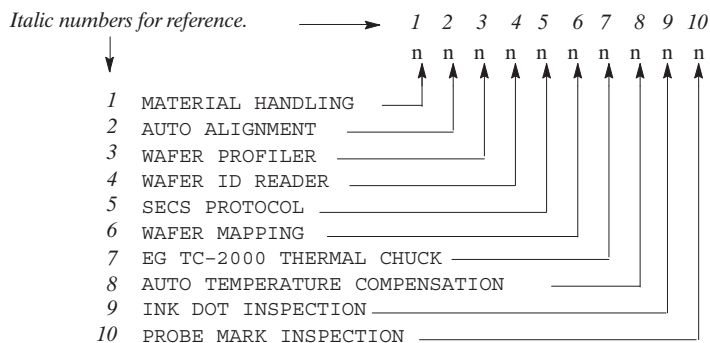 Italic numbers for reference. 1 2 3 4 5 6 7 8 9 10
n n n n n n n n n n
1 MATERIAL HANDLING
2 AUTO ALIGNMENT
3 WAFER PROFILER
4 WAFER ID READER
5 SECS PROTOCOL
6 WAFER MAPPING
7 EG TC-2000 THERMAL CHUCK
8 AUTO TEMPERATURE COMPENSATION
9 INK DOT INSPECTION
10 PROBE MARK INSPECTION